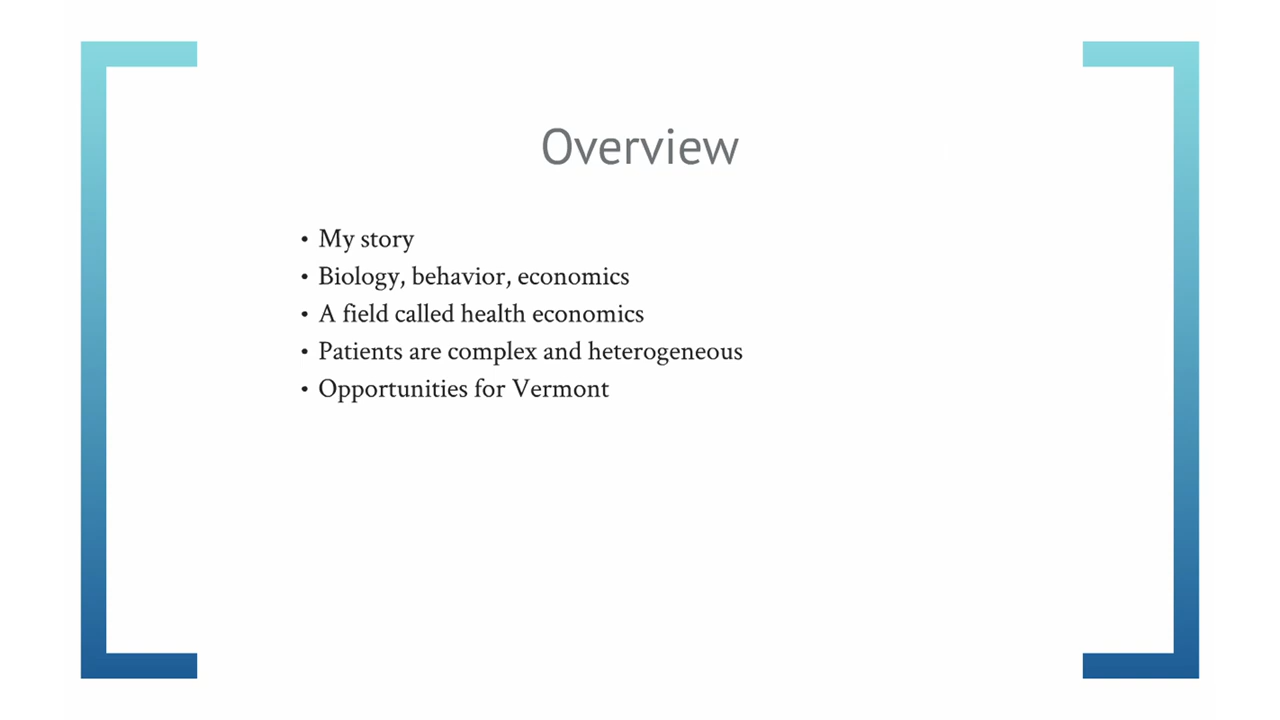 Overview
• My story
• Biology, behavior, economics
• A field called health economics
• Patients are complex and heterogeneous
• Opportunities for Vermont